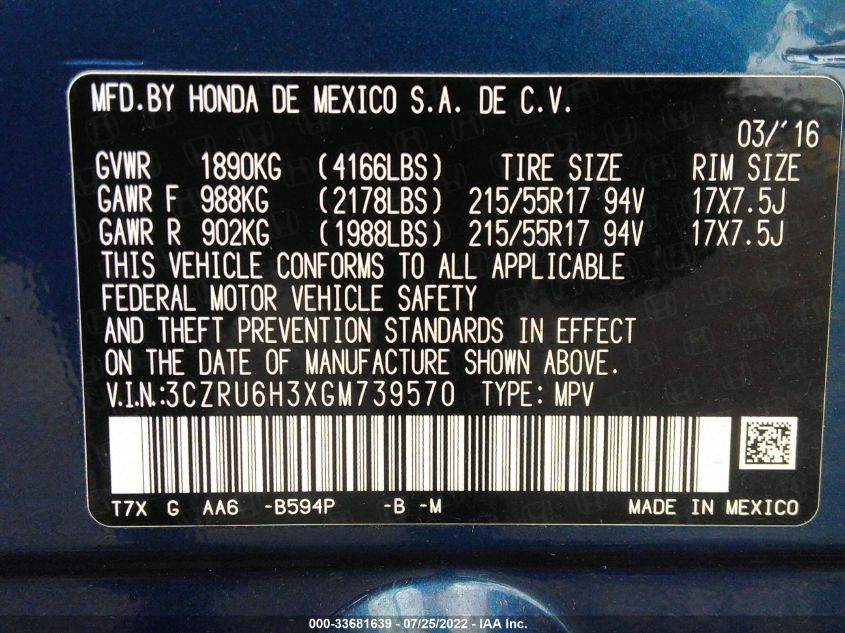 MFD.BY HONDA DE MEXICO S.A. DE C.V.
03/'16
GVWR 1890KG (4166LBS) TIRE SIZE RIM SIZE
GAWR F 988KG (2178LBS) 215/55R17 94V 17X7.5J
GAWR R 902KG (1988LBS) 215/55R17 94V 17X7.5J
THIS VEHICLE CONFORMS TO ALL APPLICABLE
FEDERAL MOTOR VEHICLE SAFETY
AND THEFT PREVENTION STANDARDS IN EFFECT
ON THE DATE OF MANUFACTURE SHOWN ABOVE.
V.I.N.:3CZRU6H3XGM739570 TYPE: MPV
T7X G AA6 -B594P -B -M MADE IN MEXICO
000-33681639 - 07/25/2022 - IAA Inc.